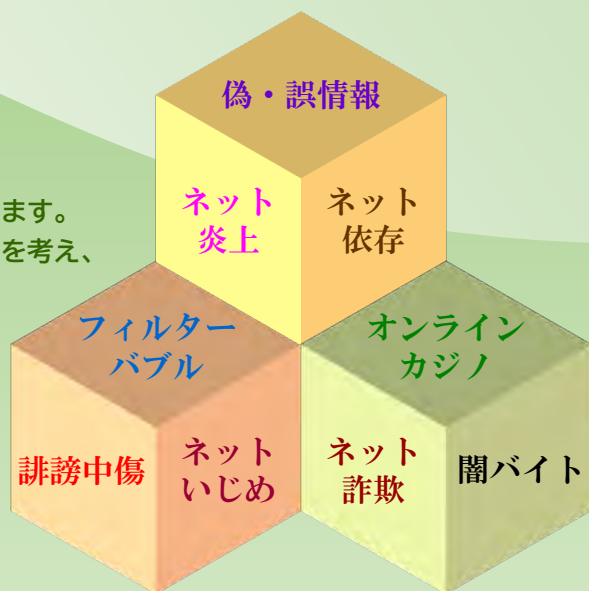 偽・誤情報
ます。
を考え、
ネット
炎上
ネット
依存
フィルター
バブル
オンライン
カジノ
誹謗中傷
ネット
いじめ
ネット
詐欺
闇バイト